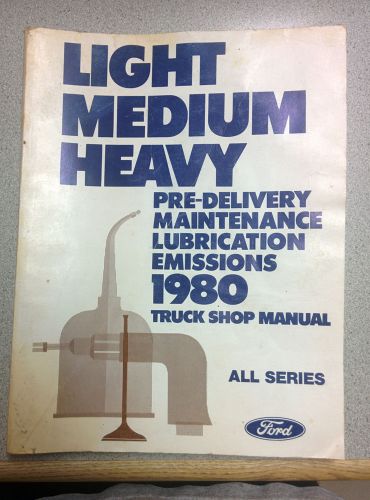 LIGHT
MEDIUM
HEAVY
PRE-DELIVERY
MAINTENANCE
LUBRICATION
EMISSIONS
1980
TRUCK SHOP MANUAL
ALL SERIES
Ford